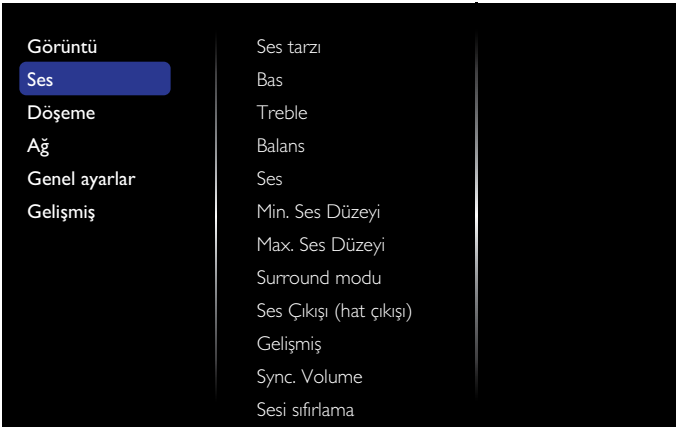 Görüntü
Ses
Döşeme
Ağ
Genel ayarlar
Gelişmiş
Ses tarzı
Bas
Treble
Balans
Ses
Min. Ses Düzeyi
Max. Ses Düzeyi
Surround modu
Ses Çıkışı (hat çıkışı)
Gelişmiş
Sync. Volume
Sesi sıfırlama